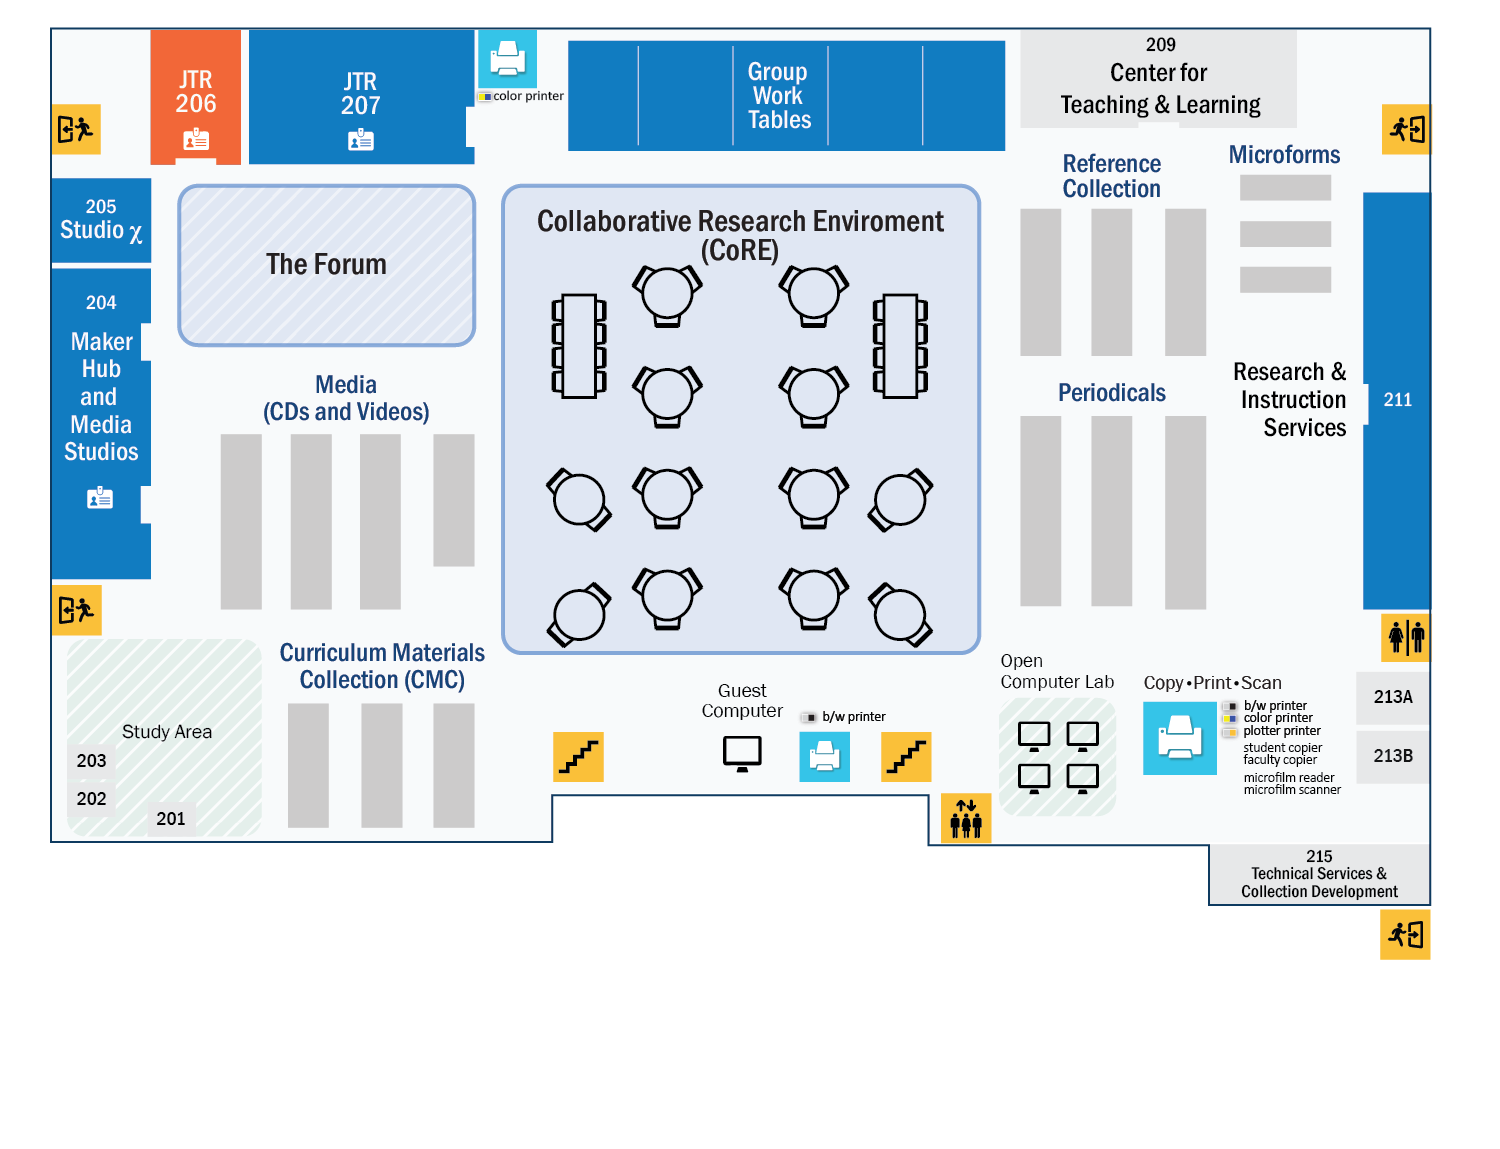 JTR
206
JTR
207
color printer
Group
Work
Tables
209
Center for
Teaching & Learning
205
Studio χ
The Forum
Collaborative Research Enviroment
(CoRE)
Reference
Collection
Microforms
204
Maker
Hub
and
Media
Studios
Media
(CDs and Videos)
Periodicals
Research &
Instruction
Services
211
Curriculum Materials
Collection (CMC)
Study Area
203
202
201
Guest
Computer
b/w printer
Open
Computer Lab
Copy•Print•Scan
b/w printer
color printer
plotter printer
student copier
faculty copier
microfilm reader
microfilm scanner
213A
213B
215
Technical Services &
Collection Development